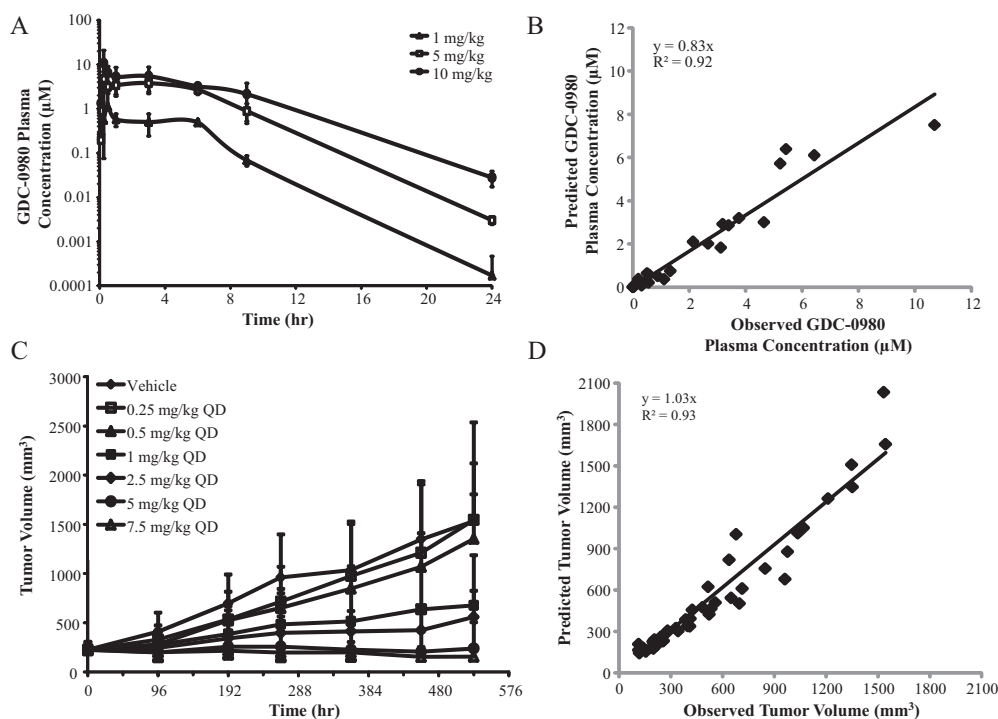 A
100
10
1
0.1
0.01
0.001
0.0001
GDC-0980 Plasma
Concentration (µM)
1 mg/kg
5 mg/kg
10 mg/kg
0 4 8 12 16 20 24
Time (hr)
B
12
10
8
6
4
2
0
Predicted GDC-0980
Plasma Concentration (µM)
y = 0.83x
R² = 0.92
0 2 4 6 8 10 12
Observed GDC-0980
Plasma Concentration (µM)
C
3000
2500
2000
1500
1000
500
0
Tumor Volume (mm³)
Vehicle
0.25 mg/kg QD
0.5 mg/kg QD
1 mg/kg QD
2.5 mg/kg QD
5 mg/kg QD
7.5 mg/kg QD
0 96 192 288 384 480 576
Time (hr)
D
2100
1800
1500
1200
900
600
300
0
Predicted Tumor Volume (mm³)
y = 1.03x
R² = 0.93
0 300 600 900 1200 1500 1800 2100
Observed Tumor Volume (mm³)